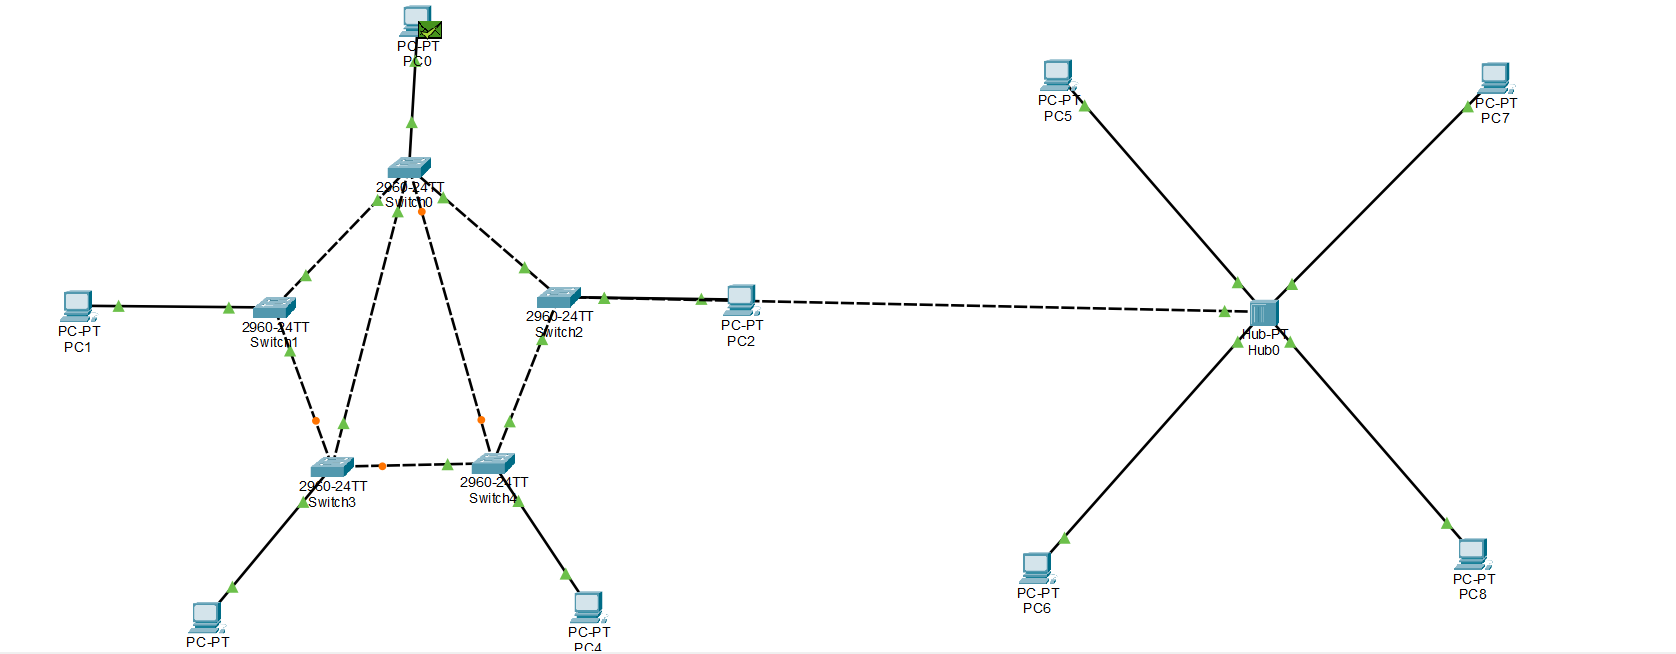 PC-PT
PC0
PC-PT
PC5
PC-PT
PC7
2960-24TT
Switch0
PC-PT
PC1
2960-24TT
Switch1
2960-24TT
Switch2
PC-PT
PC2
Hub-PT
Hub0
2960-24TT
Switch3
2960-24TT
Switch4
PC-PT
PC6
PC-PT
PC8
PC-PT
PC-PT
PC4